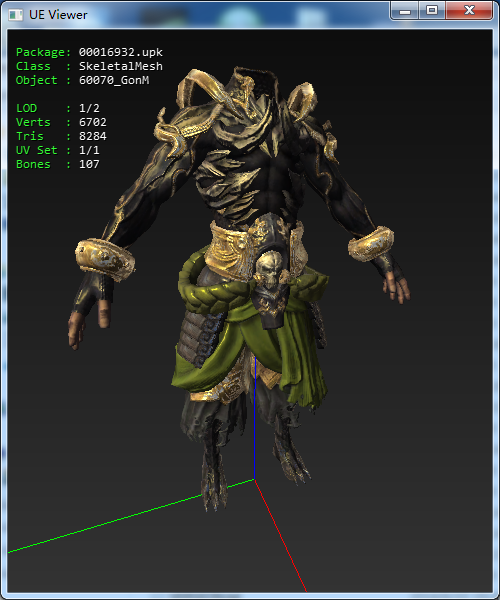 UE Viewer
Package: 00016932.upk
Class : SkeletalMesh
Object : 60070_GonM
LOD : 1/2
Verts : 6702
Tris : 8284
UV Set : 1/1
Bones : 107